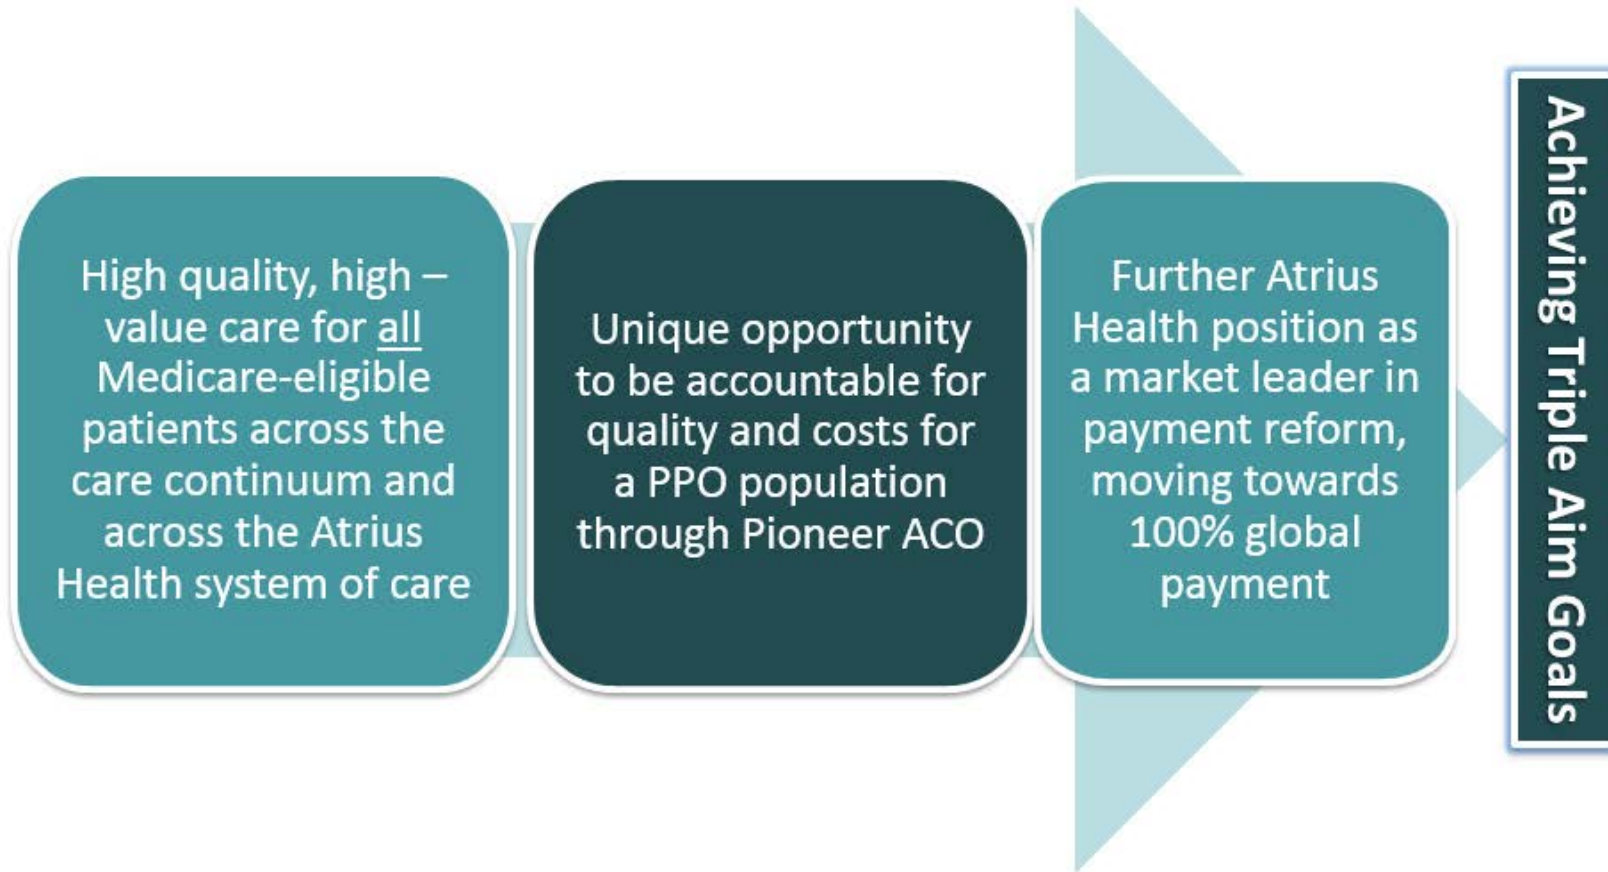 High quality, high –
value care for all
Medicare-eligible
patients across the
care continuum and
across the Atrius
Health system of care
Unique opportunity
to be accountable for
quality and costs for
a PPO population
through Pioneer ACO
Further Atrius
Health position as
a market leader in
payment reform,
moving towards
100% global
payment
Achieving Triple Aim Goals